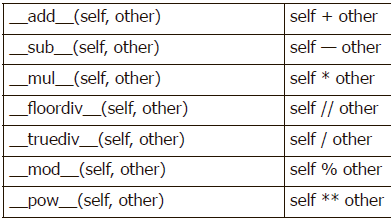 __add__(self, other) self + other
__sub__(self, other) self — other
__mul__(self, other) self * other
__floordiv__(self, other) self // other
__truediv__(self, other) self / other
__mod__(self, other) self % other
__pow__(self, other) self ** other